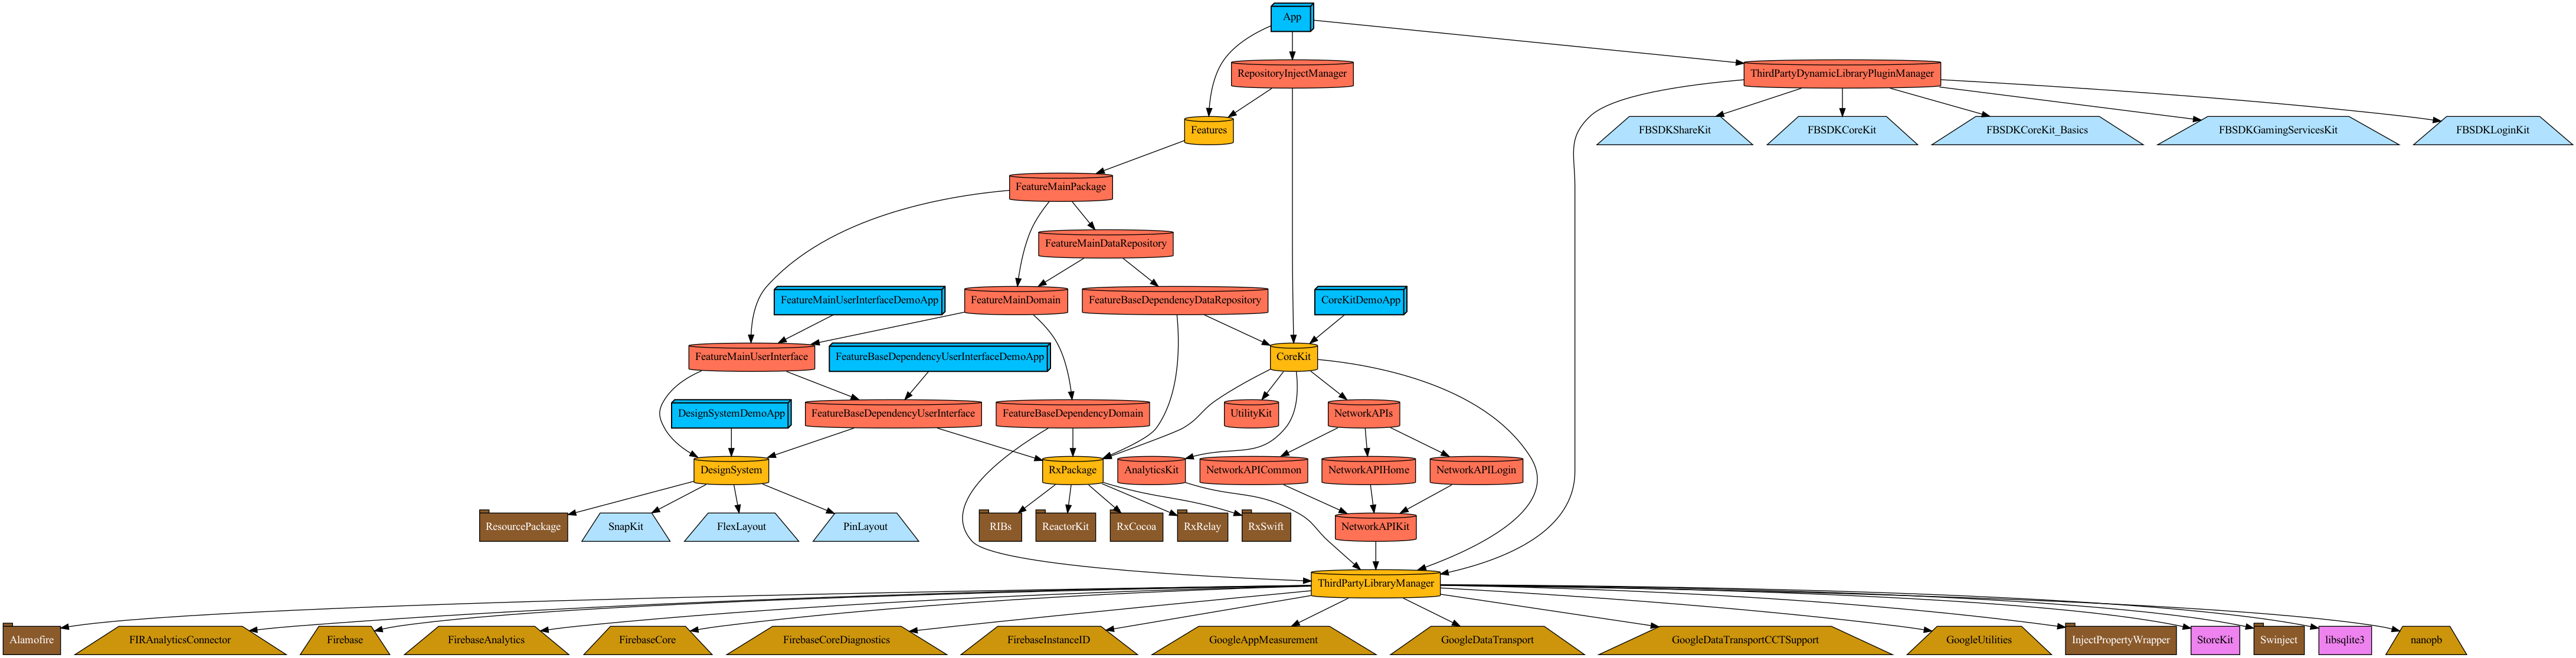 App
RepositoryInjectManager
ThirdPartyDynamicLibraryPluginManager
Features
FBSDKShareKit
FBSDKCoreKit
FBSDKCoreKit_Basics
FBSDKGamingServicesKit
FBSDKLoginKit
FeatureMainPackage
FeatureMainDataRepository
FeatureMainUserInterfaceDemoApp
FeatureMainDomain
FeatureBaseDependencyDataRepository
CoreKitDemoApp
FeatureMainUserInterface
FeatureBaseDependencyUserInterfaceDemoApp
CoreKit
DesignSystemDemoApp
FeatureBaseDependencyUserInterface
FeatureBaseDependencyDomain
UtilityKit
NetworkAPIs
DesignSystem
RxPackage
AnalyticsKit
NetworkAPICommon
NetworkAPIHome
NetworkAPILogin
ResourcePackage
SnapKit
FlexLayout
PinLayout
RIBs
ReactorKit
RxCocoa
RxRelay
RxSwift
NetworkAPIKit
ThirdPartyLibraryManager
Alamofire
FIRAnalyticsConnector
Firebase
FirebaseAnalytics
FirebaseCore
FirebaseCoreDiagnostics
FirebaseInstanceID
GoogleAppMeasurement
GoogleDataTransport
GoogleDataTransportCCTSupport
GoogleUtilities
InjectPropertyWrapper
StoreKit
Swinject
libsqlite3
nanopb